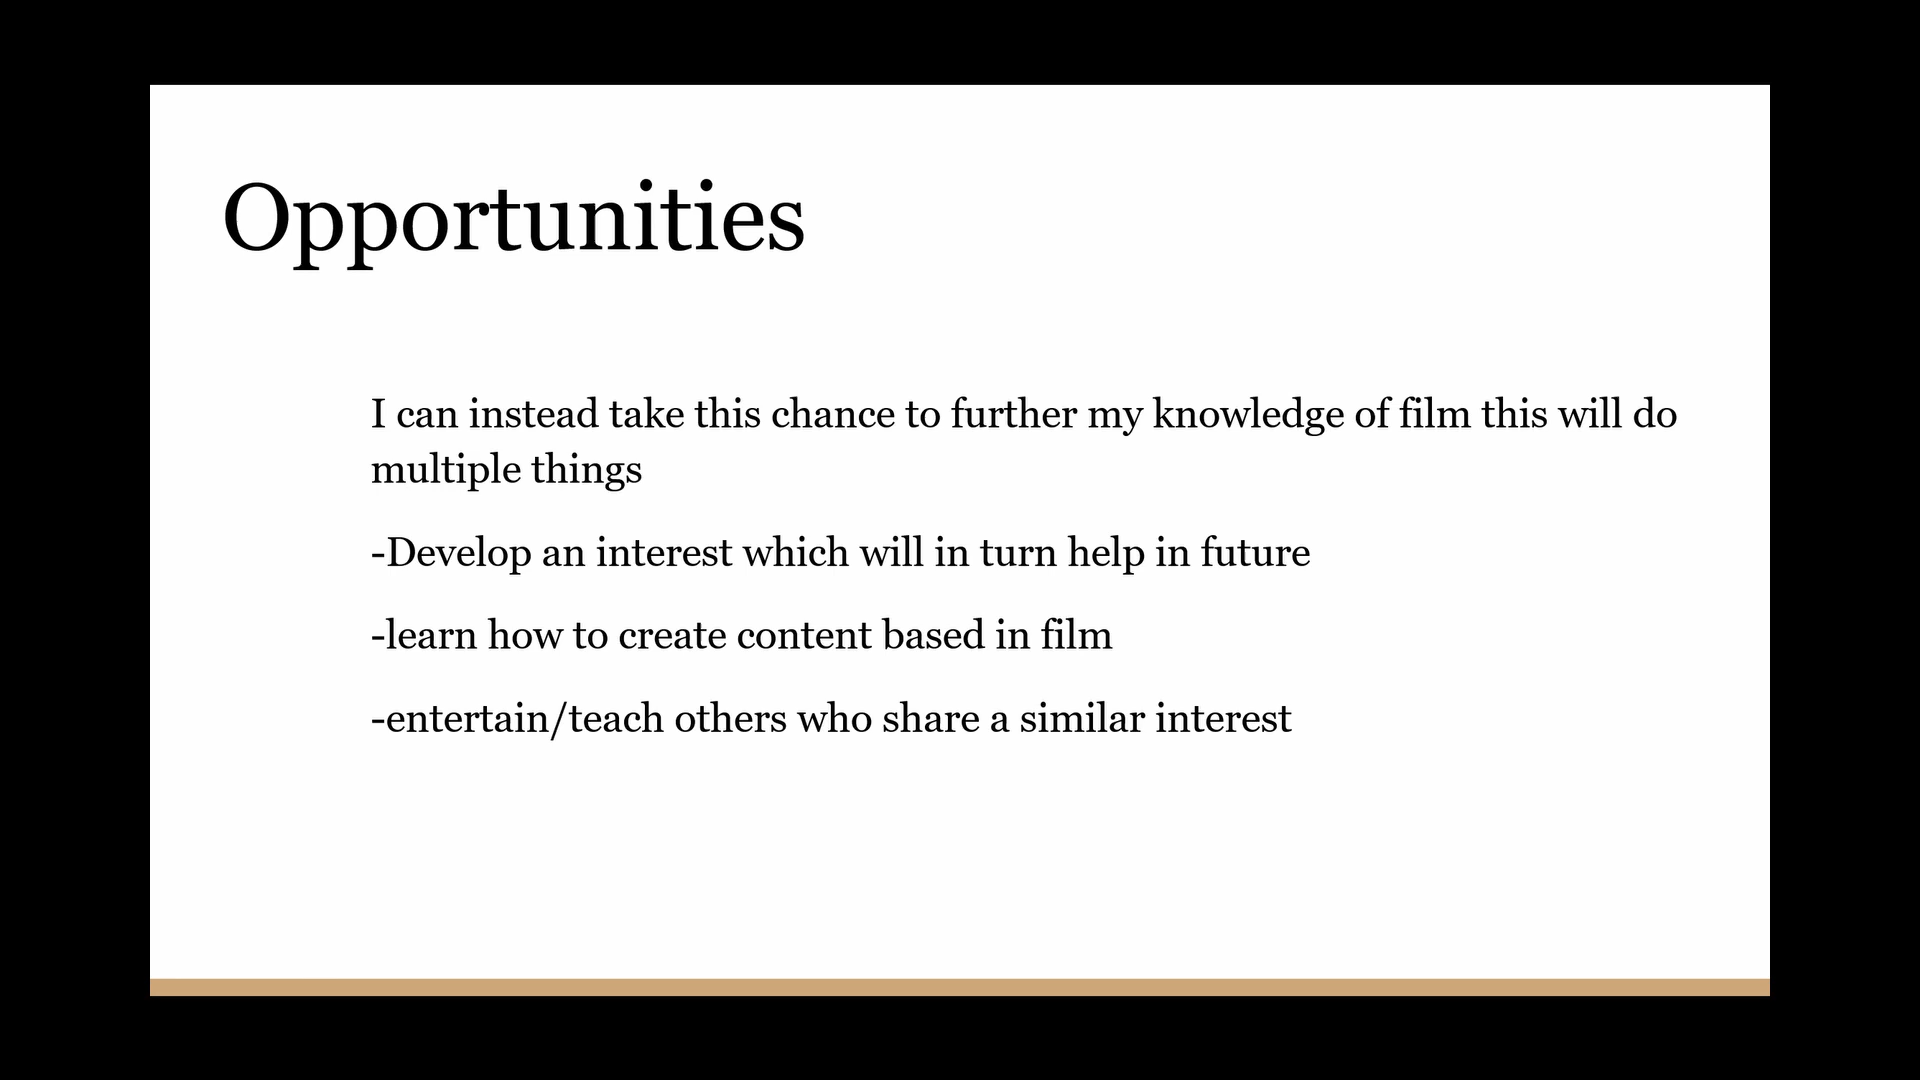 Opportunities
I can instead take this chance to further my knowledge of film this will do
multiple things
-Develop an interest which will in turn help in future
-learn how to create content based in film
-entertain/teach others who share a similar interest